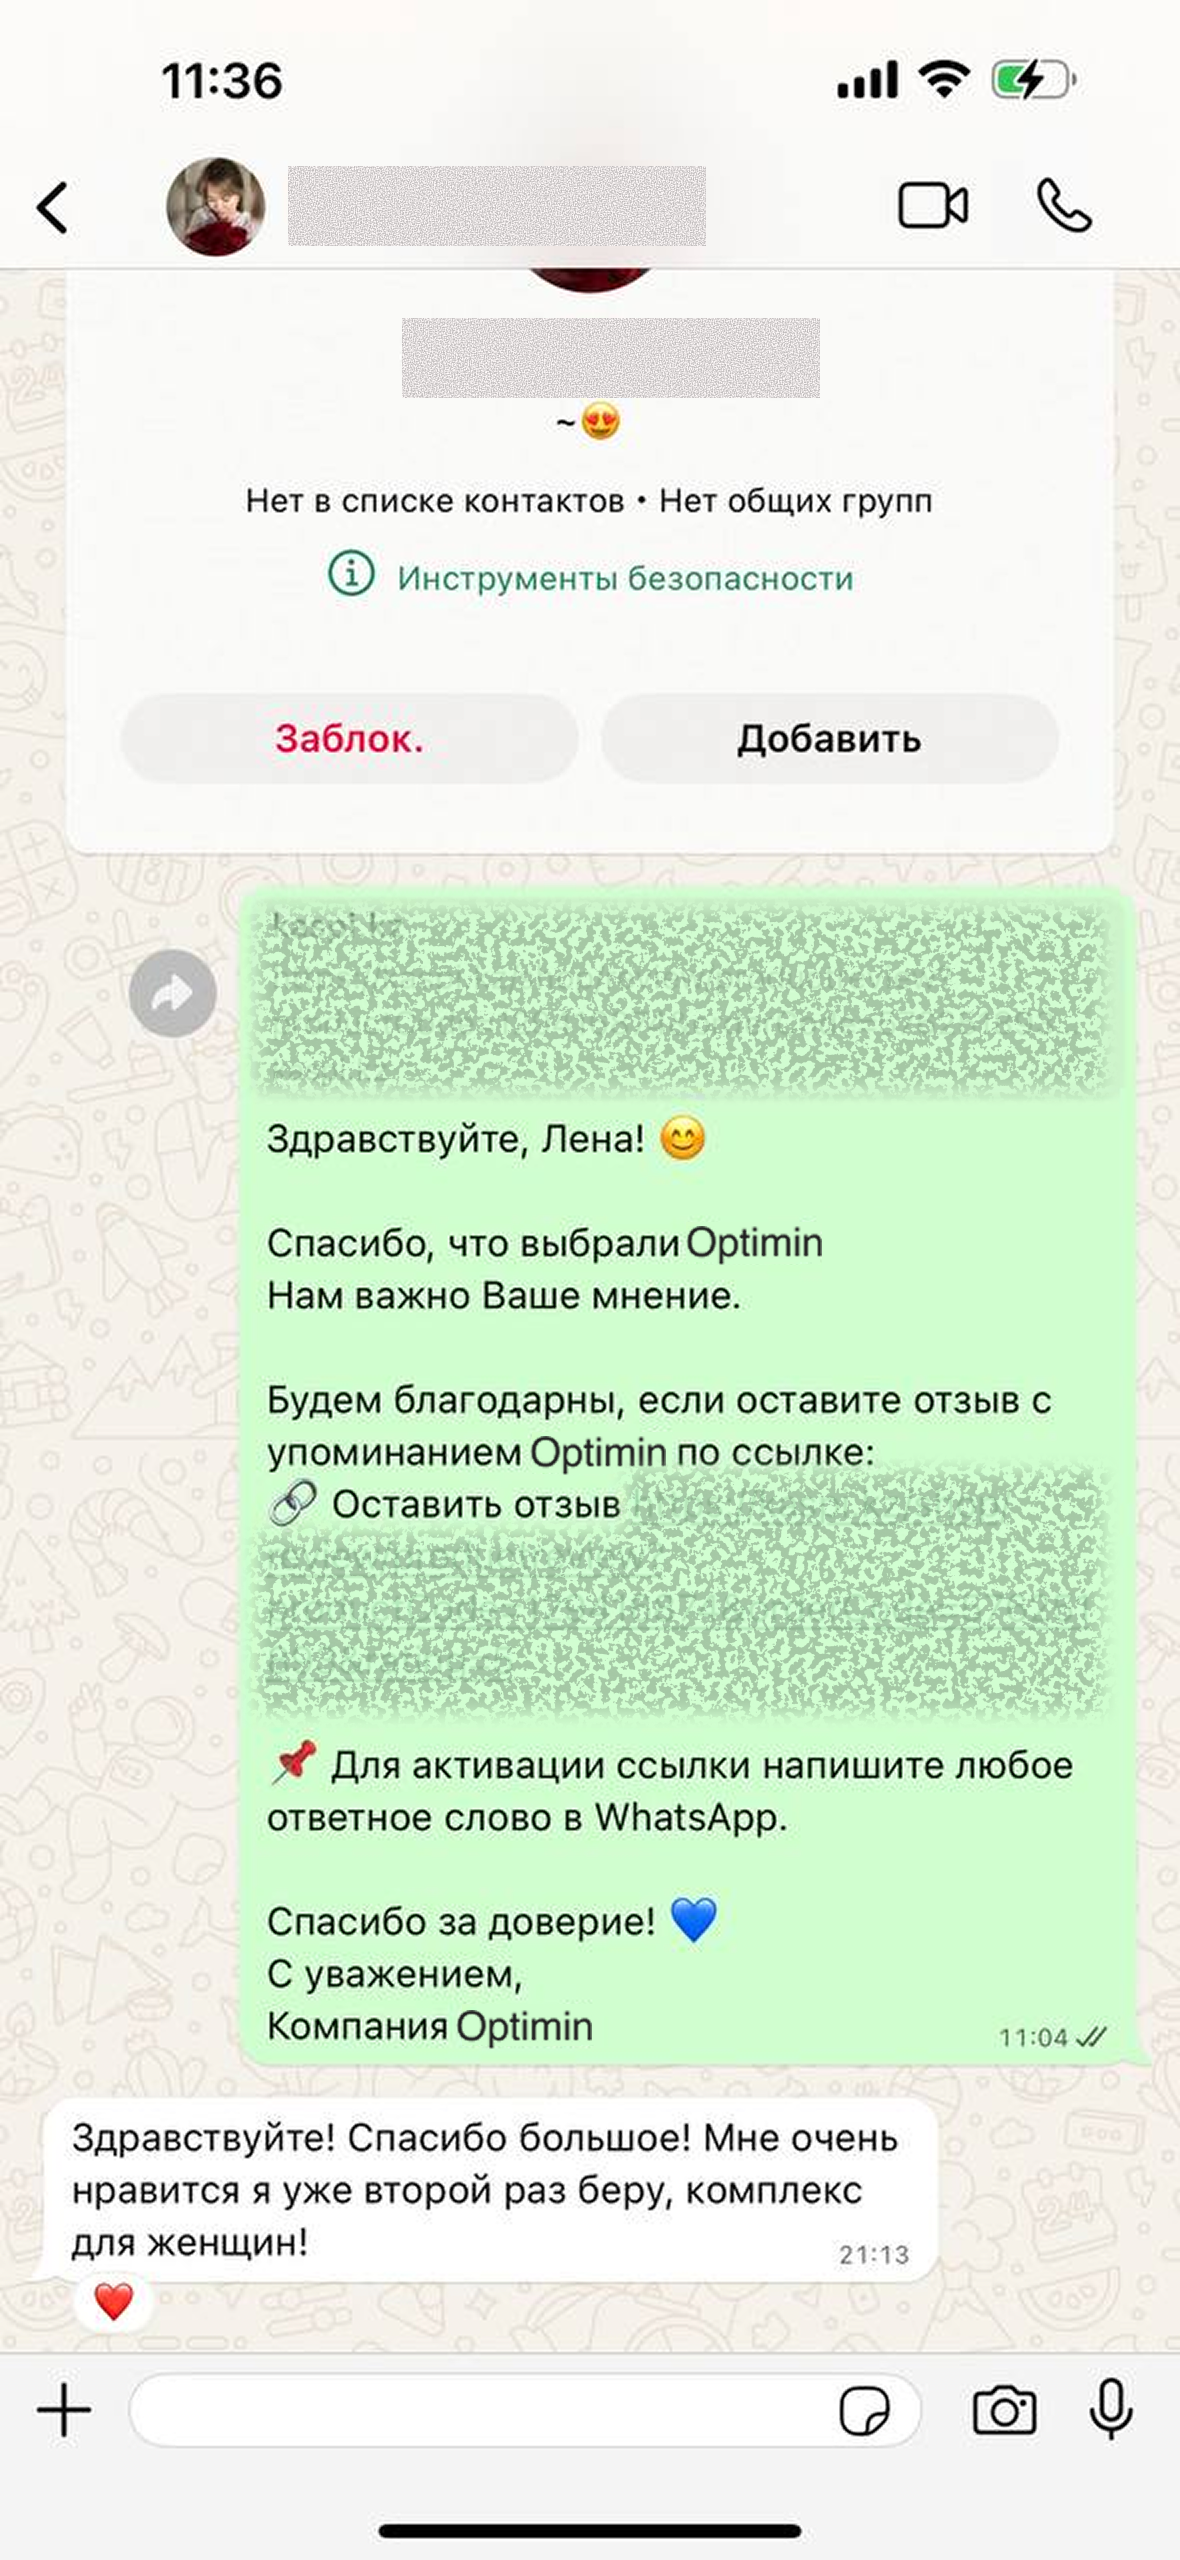 11:36
~😍
Нет в списке контактов • Нет общих групп
Инструменты безопасности
Заблок.
Добавить
Здравствуйте, Лена! 😊
Спасибо, что выбрали Optimin
Нам важно Ваше мнение.
Будем благодарны, если оставите отзыв с
упоминанием Optimin по ссылке:
🔗 Оставить отзыв
📌 Для активации ссылки напишите любое
ответное слово в WhatsApp.
Спасибо за доверие! 💙
С уважением,
Компания Optimin
11:04
Здравствуйте! Спасибо большое! Мне очень
нравится я уже второй раз беру, комплекс
для женщин!
21:13
❤️